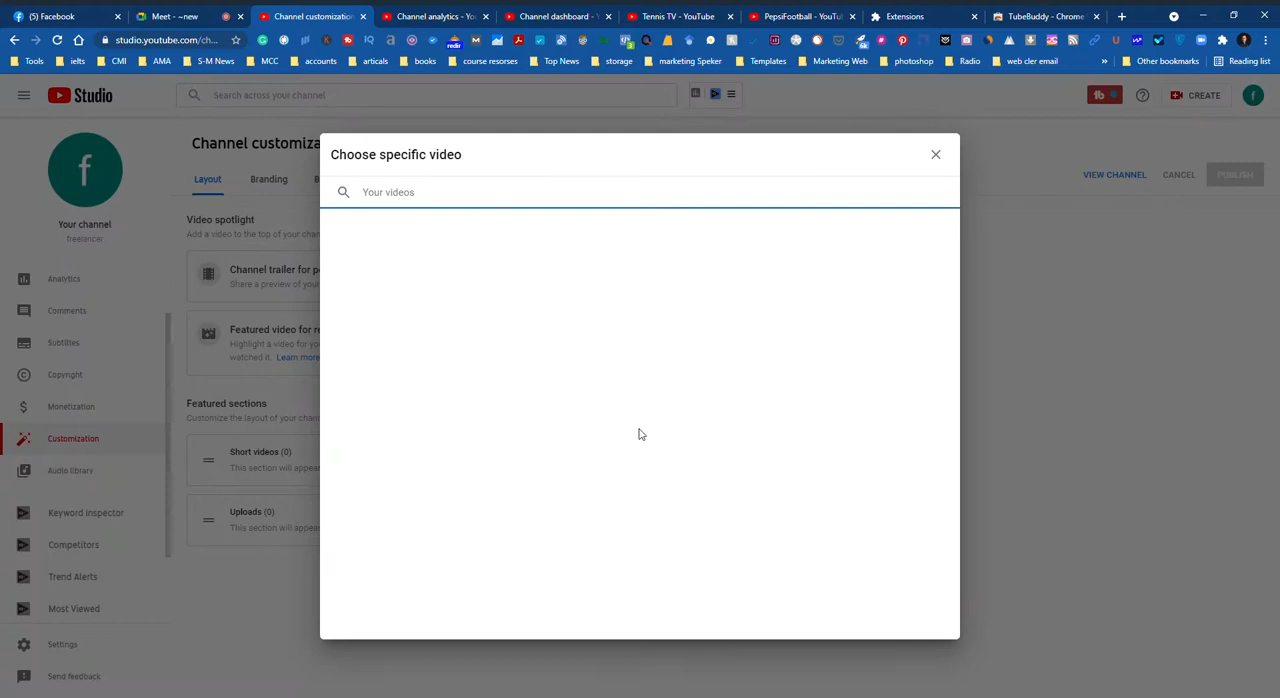 (5) Facebook
Meet - ~new
Channel customization
Channel analytics - Yo
Channel dashboard - Y
Tennis TV - YouTube
PepsiFootball - YouTu
Extensions
TubeBuddy - Chrome
studio.youtube.com/ch...
Tools
ielts
CMI
AMA
S-M News
MCC
accounts
articals
books
course resorses
Top News
storage
marketing Speker
Templates
Marketing Web
photoshop
Radio
web cler email
»
Other bookmarks
Reading list
Studio
Search across your channel
CREATE
f
f
Your channel
freelancer
Analytics
Comments
Subtitles
Copyright
Monetization
Customization
Audio library
Keyword Inspector
Competitors
Trend Alerts
Most Viewed
Settings
Send feedback
Channel customiza
Layout
Branding
B
VIEW CHANNEL
CANCEL
PUBLISH
Video spotlight
Add a video to the top of your chan
Channel trailer for pe
Share a preview of your
Featured video for re
Highlight a video for you
watched it. Learn more
Featured sections
Customize the layout of your chan
Short videos (0)
This section will appea
Uploads (0)
This section will appea
Choose specific video
Your videos